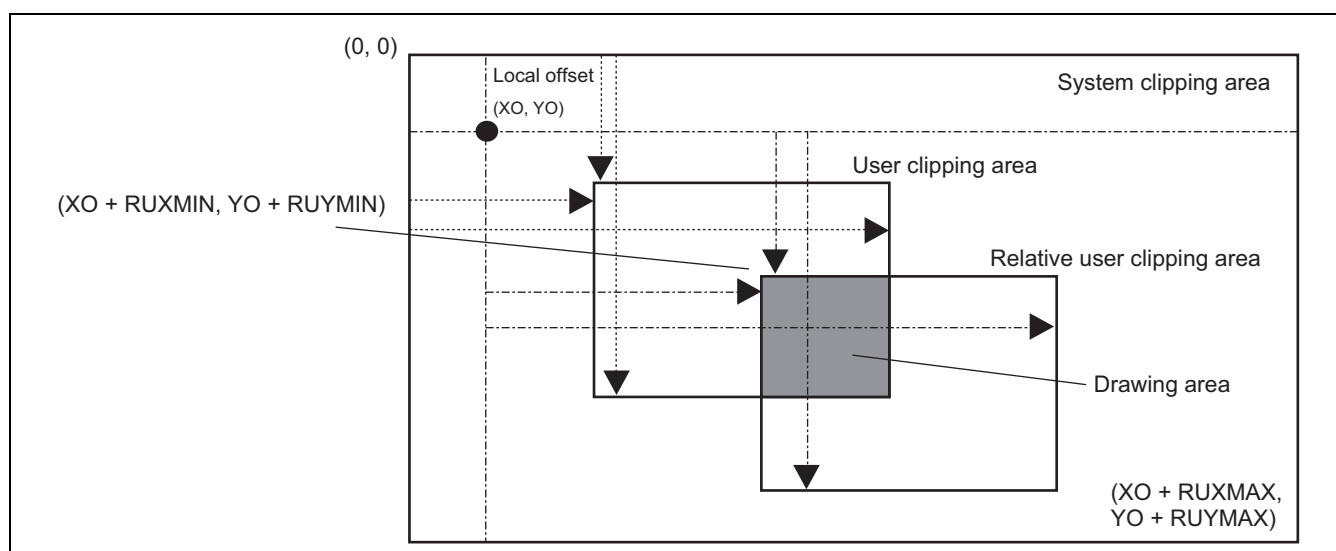 (0, 0)
Local offset
(XO, YO)
System clipping area
User clipping area
(XO + RUXMIN, YO + RUYMIN)
Relative user clipping area
Drawing area
(XO + RUXMAX,
YO + RUYMAX)